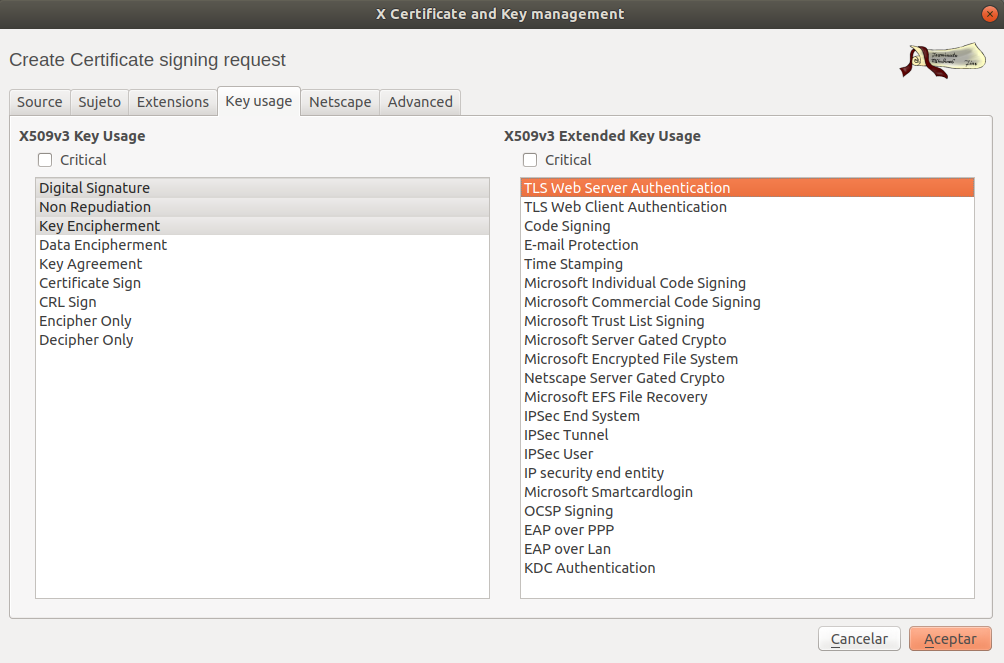 X Certificate and Key management
Create Certificate signing request
Source Sujeto Extensions Key usage Netscape Advanced
X509v3 Key Usage
Critical
Digital Signature
Non Repudiation
Key Encipherment
Data Encipherment
Key Agreement
Certificate Sign
CRL Sign
Encipher Only
Decipher Only
X509v3 Extended Key Usage
Critical
TLS Web Server Authentication
TLS Web Client Authentication
Code Signing
E-mail Protection
Time Stamping
Microsoft Individual Code Signing
Microsoft Commercial Code Signing
Microsoft Trust List Signing
Microsoft Server Gated Crypto
Microsoft Encrypted File System
Netscape Server Gated Crypto
Microsoft EFS File Recovery
IPSec End System
IPSec Tunnel
IPSec User
IP security end entity
Microsoft Smartcardlogin
OCSP Signing
EAP over PPP
EAP over Lan
KDC Authentication
Cancelar Aceptar